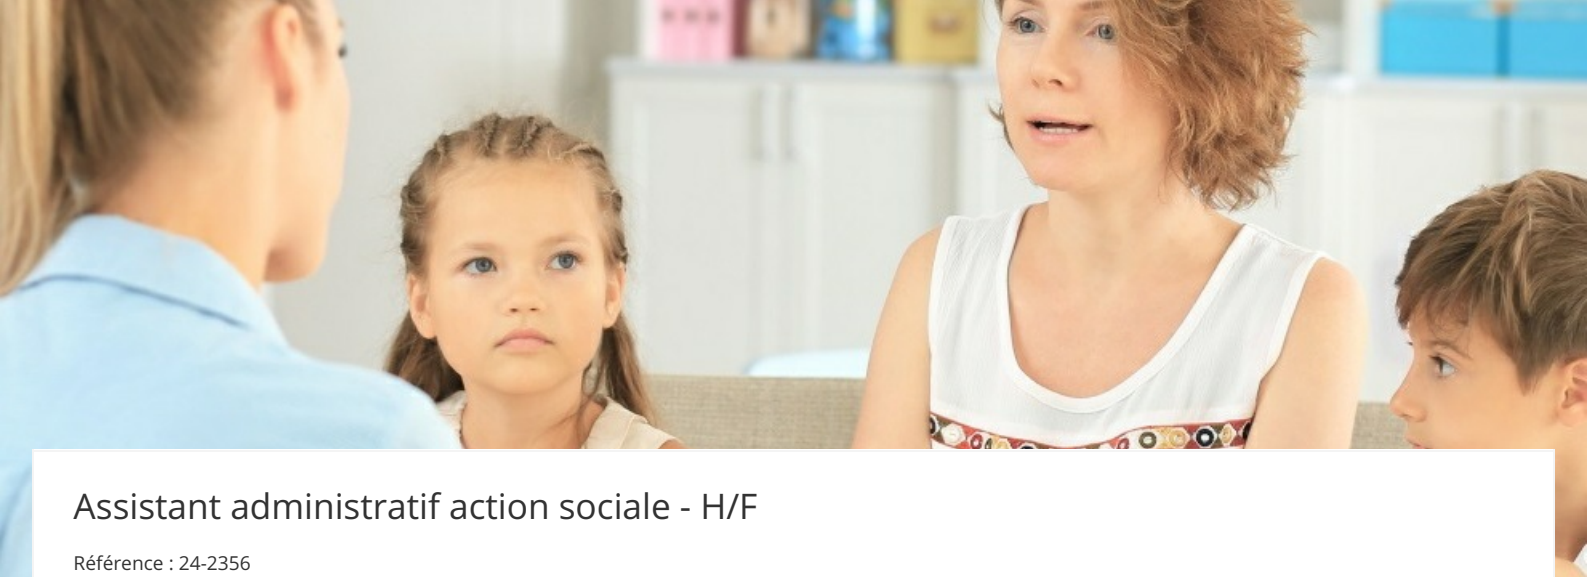 Assistant administratif action sociale - H/F
Référence : 24-2356